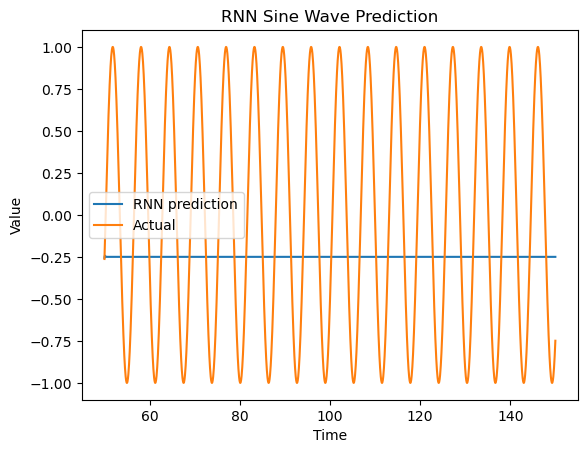 RNN Sine Wave Prediction
1.00
0.75
0.50
0.25
0.00
−0.25
−0.50
−0.75
−1.00
Value
RNN prediction
Actual
60 80 100 120 140
Time